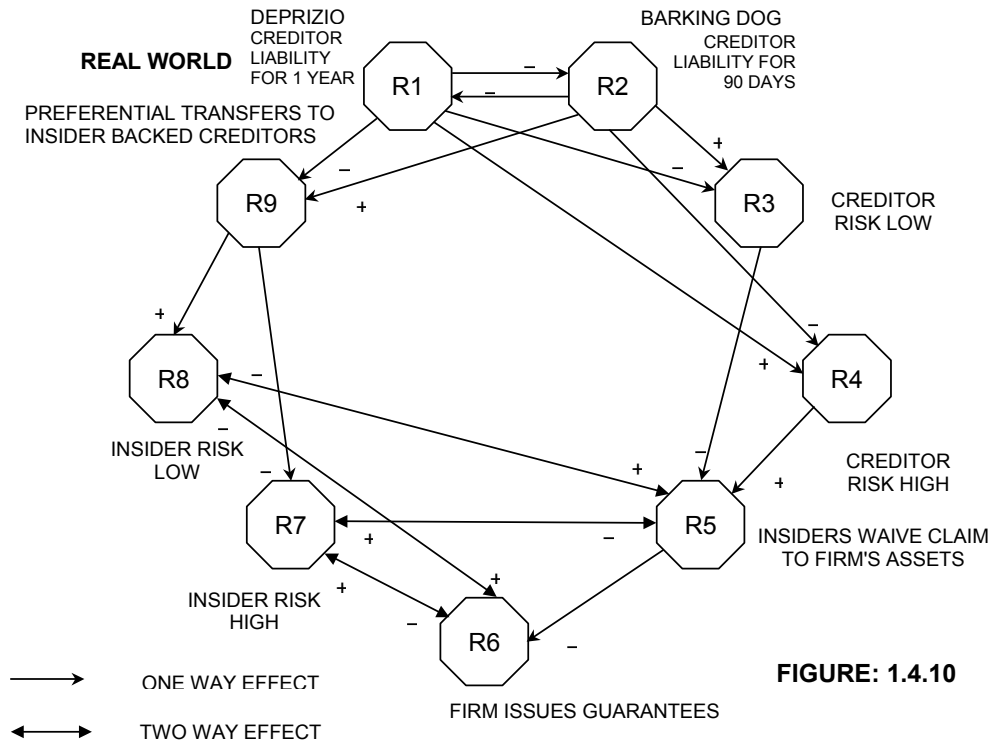 DEPRIZIO
CREDITOR
LIABILITY
FOR 1 YEAR
BARKING DOG
CREDITOR
LIABILITY FOR
90 DAYS
REAL WORLD
R1
–
–
R2
PREFERENTIAL TRANSFERS TO
INSIDER BACKED CREDITORS
+
–
–
R9
+
R3
CREDITOR
RISK LOW
+
–
R8
–
+
R4
INSIDER RISK
LOW
–
–
+
–
+
CREDITOR
RISK HIGH
R7
+
–
R5
INSIDERS WAIVE CLAIM
TO FIRM'S ASSETS
INSIDER RISK
HIGH
+
–
+
R6
–
FIRM ISSUES GUARANTEES
FIGURE: 1.4.10
ONE WAY EFFECT
TWO WAY EFFECT